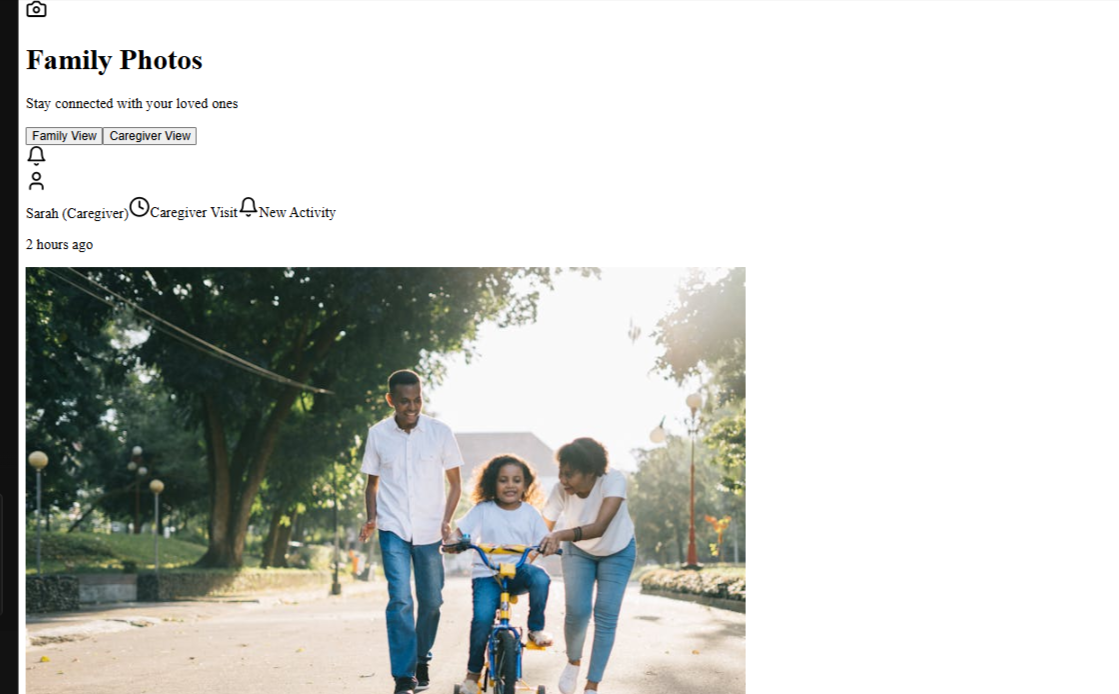 Family Photos
Stay connected with your loved ones
Family View Caregiver View
Sarah (Caregiver) Caregiver Visit New Activity
2 hours ago